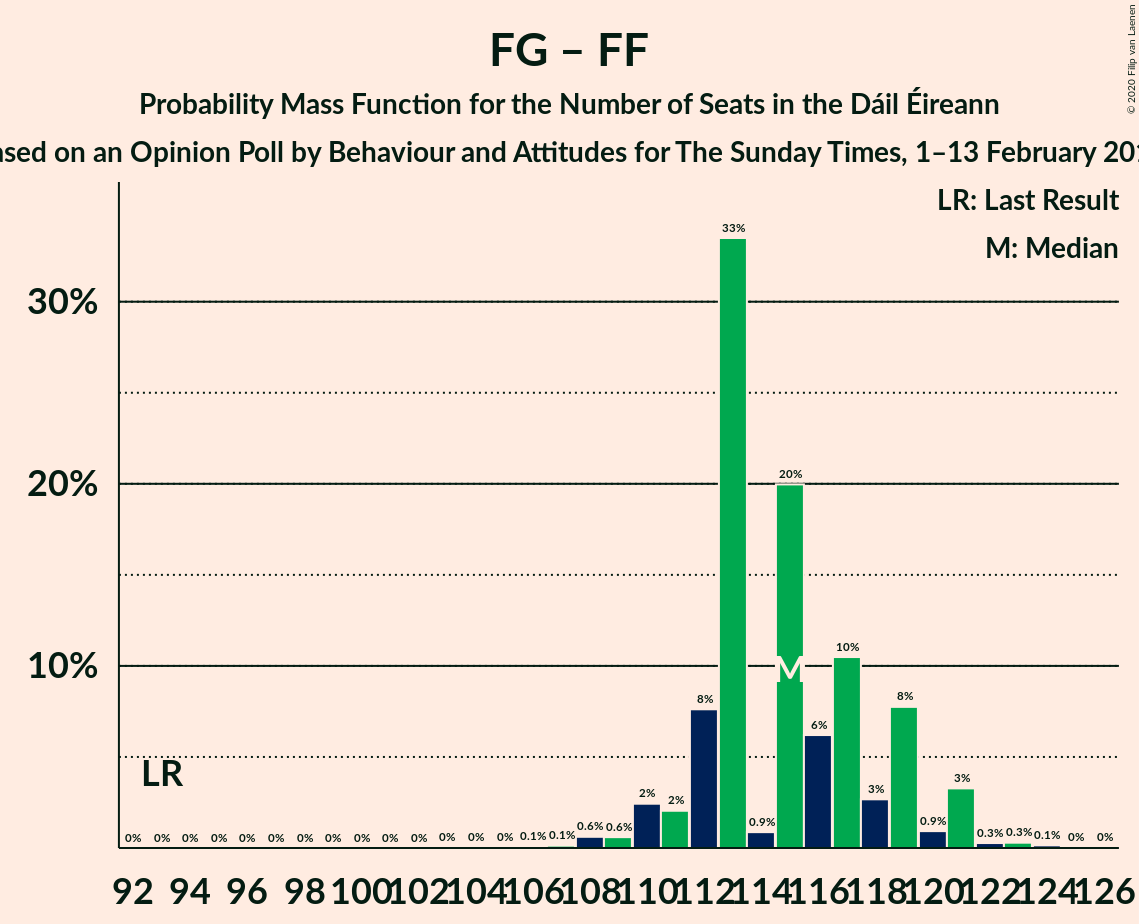 FG – FF
Probability Mass Function for the Number of Seats in the Dáil Éireann
on an Opinion Poll by Behaviour and Attitudes for The Sunday Times, 1–13 February
© 2020 Filip van Laenen
LR: Last Result
M: Median
33%
30%
20%
20%
10%
10%
M
8%
8%
6%
LR
3%
3%
2%
2%
0% 0% 0% 0% 0% 0% 0% 0% 0% 0% 0% 0% 0% 0% 0.1% 0.1% 0.6% 0.6% 0.9% 0.9% 0.3% 0.3% 0.1% 0% 0%
92 94 96 98 100 102 104 106 108 110 112 114 116 118 120 122 124 126